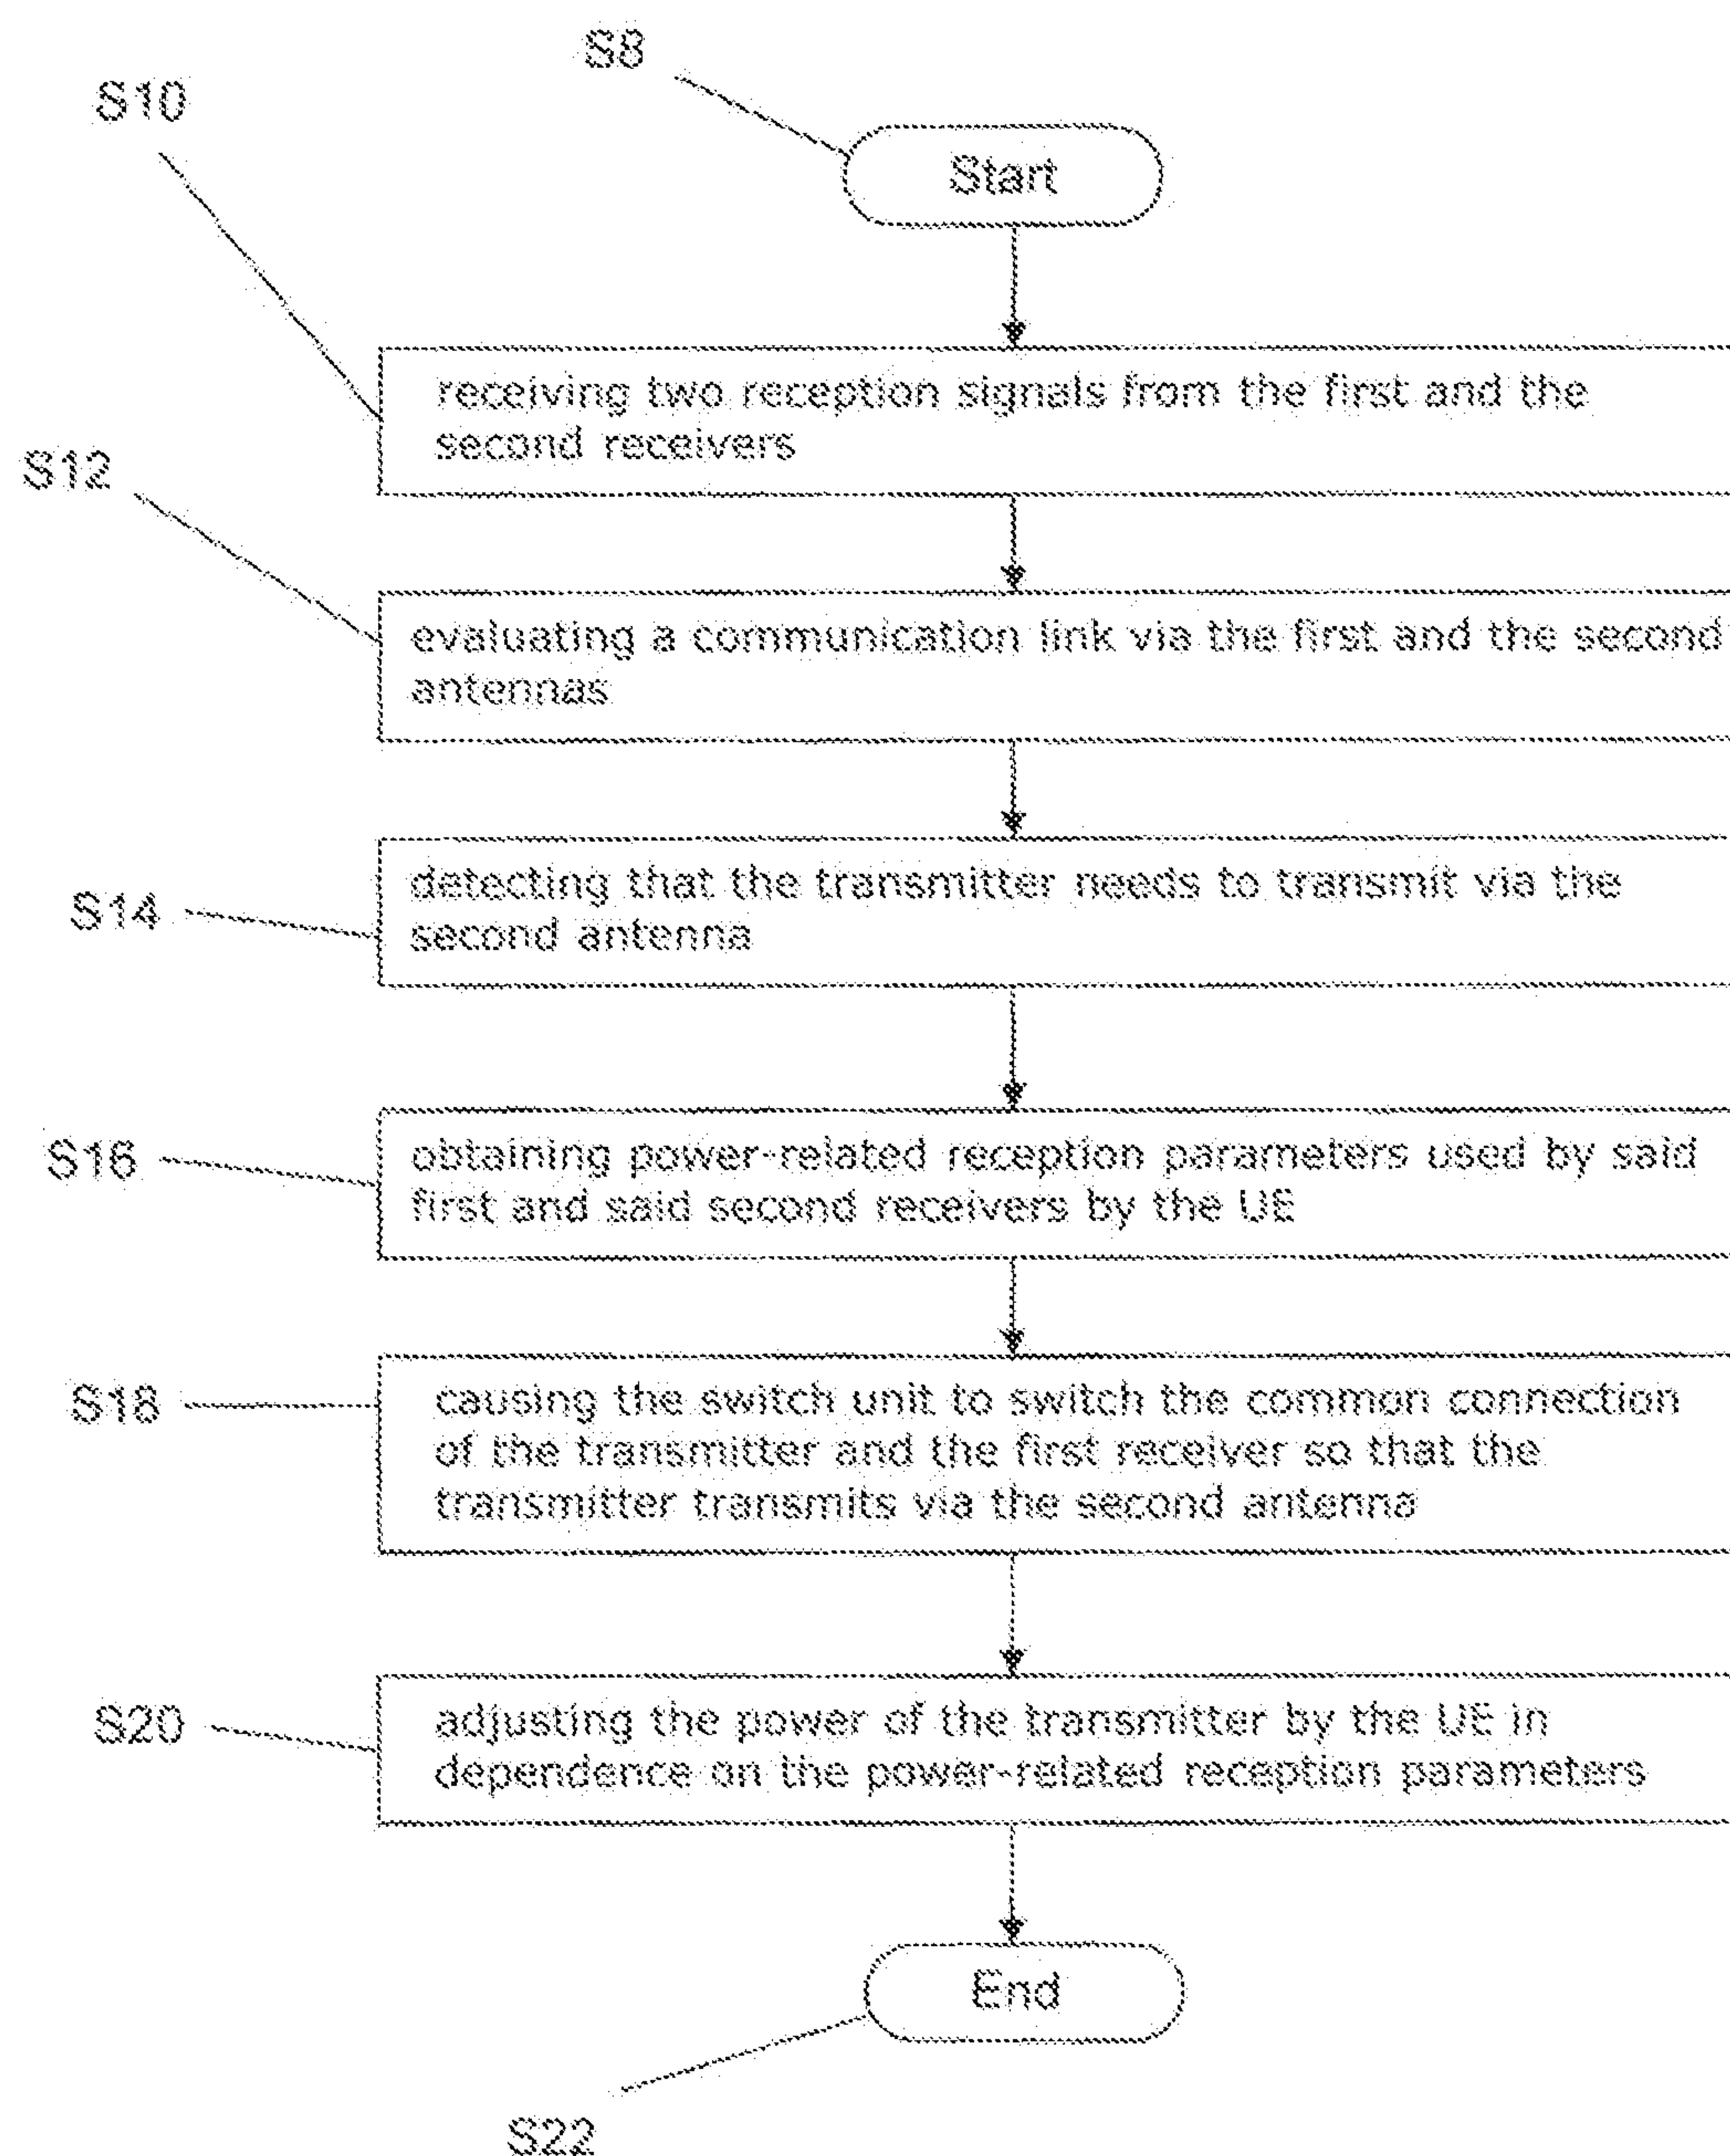 S8
Start
S10
receiving two reception signals from the first and the
second receivers
S12
evaluating a communication link via the first and the second
antennas
S14
detecting that the transmitter needs to transmit via the
second antenna
S16
obtaining power-related reception parameters used by said
first and said second receivers by the UE
S18
causing the switch unit to switch the common connection
of the transmitter and the first receiver so that the
transmitter transmits via the second antenna
S20
adjusting the power of the transmitter by the UE in
dependence on the power-related reception parameters
End
S22